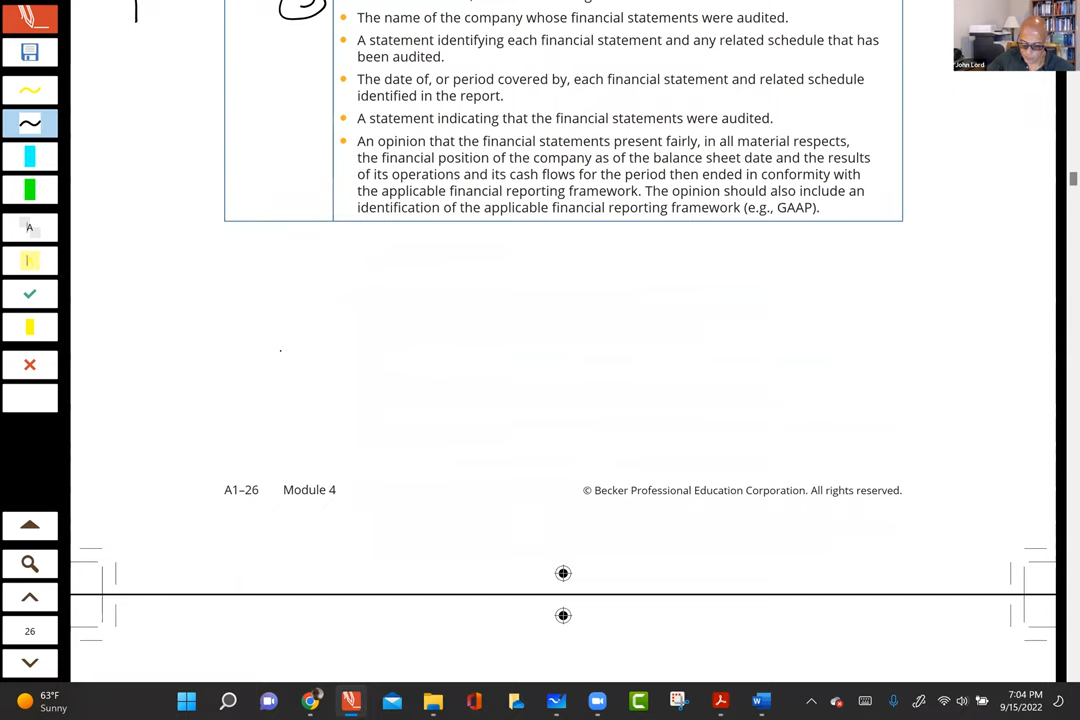 The name of the company whose financial statements were audited.
A statement identifying each financial statement and any related schedule that has
been audited.
The date of, or period covered by, each financial statement and related schedule
identified in the report.
A statement indicating that the financial statements were audited.
An opinion that the financial statements present fairly, in all material respects,
the financial position of the company as of the balance sheet date and the results
of its operations and its cash flows for the period then ended in conformity with
the applicable financial reporting framework. The opinion should also include an
identification of the applicable financial reporting framework (e.g., GAAP).
John Lord
A
A1–26 Module 4 © Becker Professional Education Corporation. All rights reserved.
26
63°F
Sunny
7:04 PM
9/15/2022